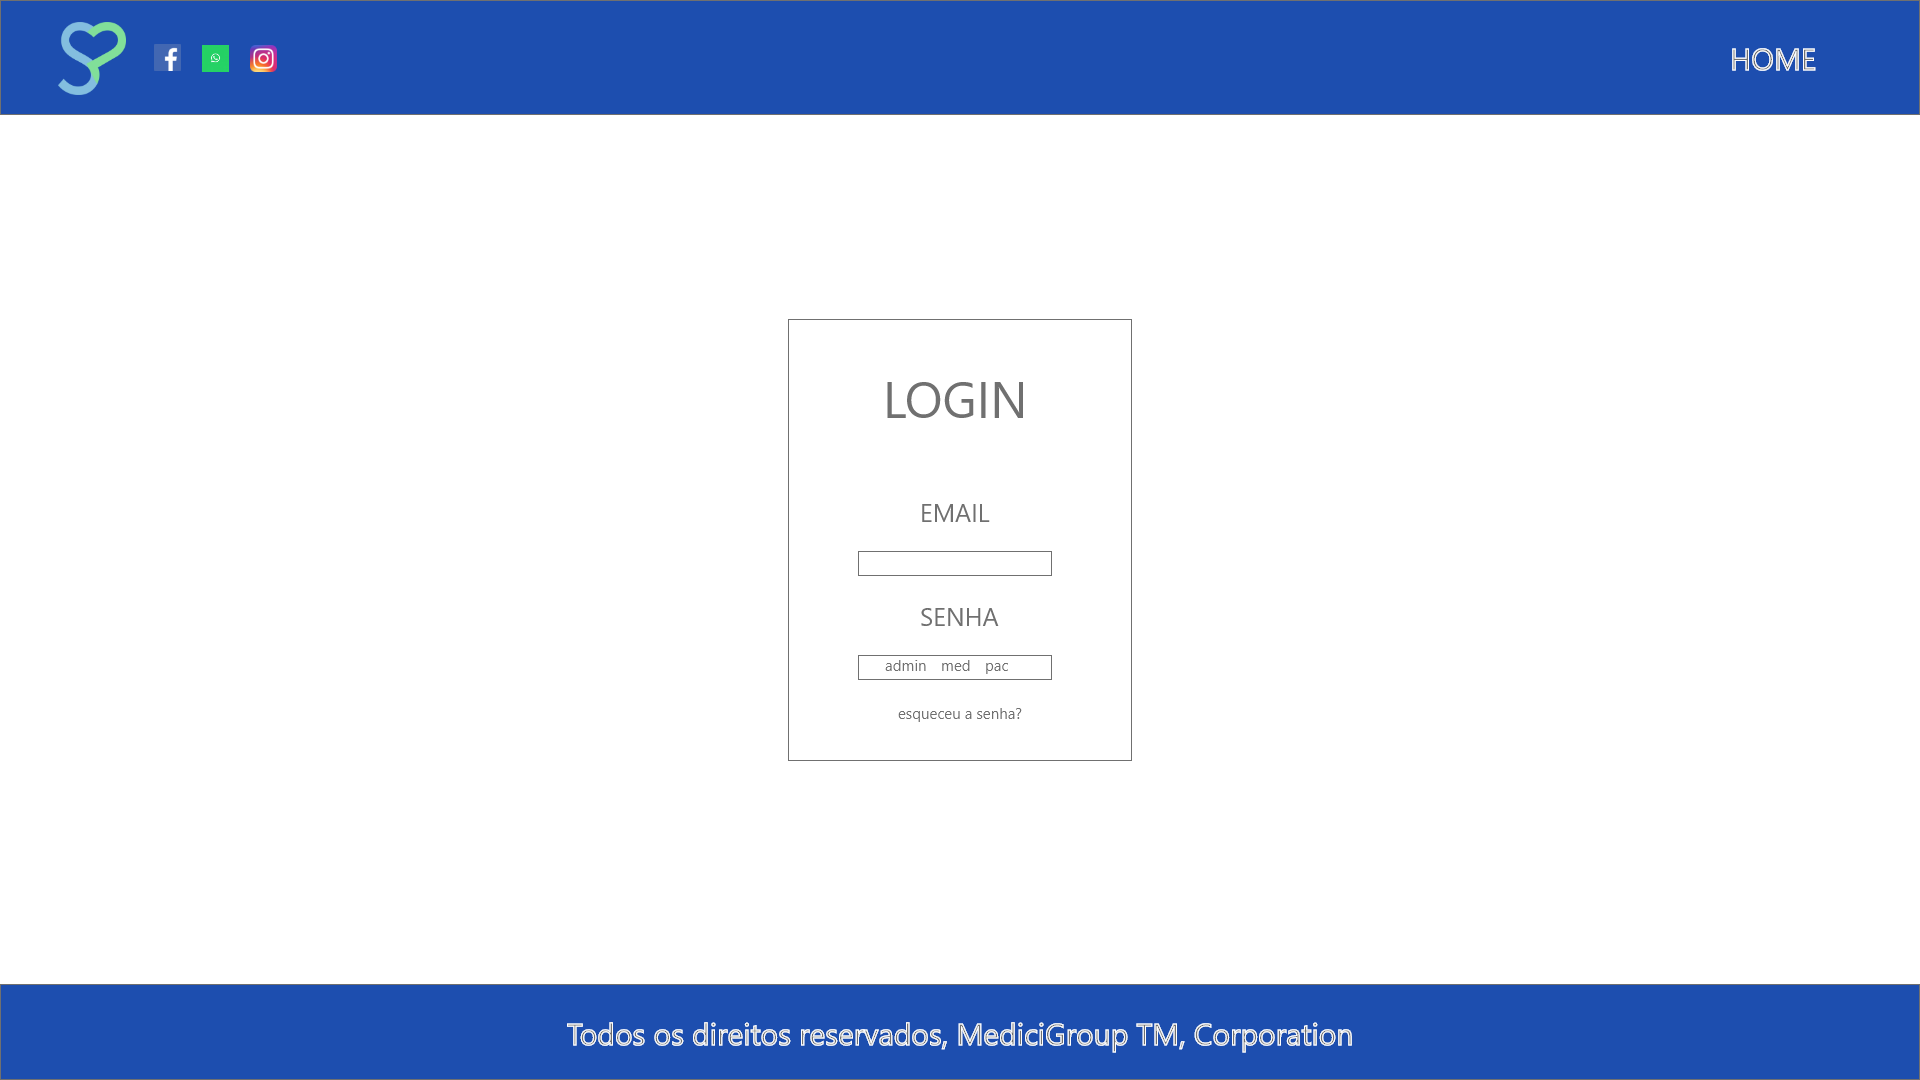 HOME
LOGIN
EMAIL
SENHA
admin med pac
esqueceu a senha?
Todos os direitos reservados, MediciGroup TM, Corporation